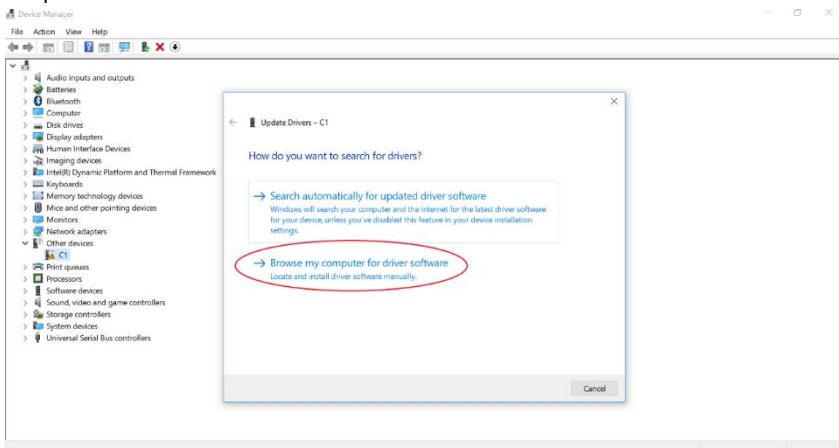 Device Manager
File Action View Help
Audio inputs and outputs
Batteries
Bluetooth
Computer
Disk drives
Display adapters
Human Interface Devices
Imaging devices
Intel(R) Dynamic Platform and Thermal Framework
Keyboards
Memory technology devices
Mice and other pointing devices
Monitors
Network adapters
Other devices
C1
Print queues
Processors
Software devices
Sound, video and game controllers
Storage controllers
System devices
Universal Serial Bus controllers
Update Drivers – C1
How do you want to search for drivers?
Search automatically for updated driver software
Windows will search your computer and the Internet for the latest driver software
for your device, unless you've disabled this feature in your device installation
settings.
Browse my computer for driver software
Locate and install driver software manually.
Cancel